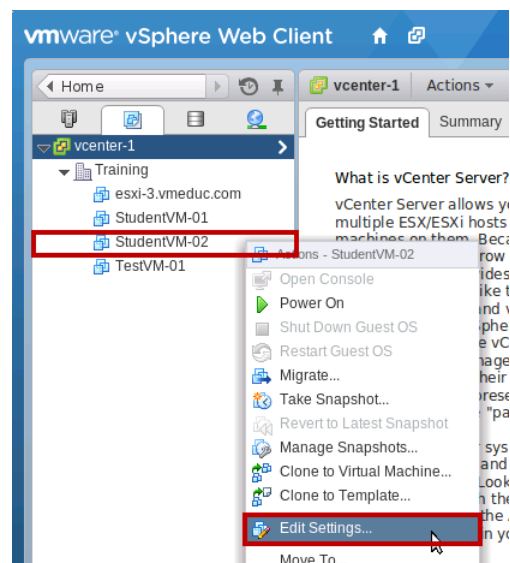 vmware® vSphere Web Client
Home
vcenter-1 Actions
Getting Started Summary
vcenter-1
Training
esxi-3.vmeduc.com
StudentVM-01
StudentVM-02
TestVM-01
What is vCenter Server?
vCenter Server allows
multiple ESX/ESXi hosts
machines on them.
Actions - StudentVM-02
Open Console
Power On
Shut Down Guest OS
Restart Guest OS
Migrate...
Take Snapshot...
Revert to Latest Snapshot
Manage Snapshots...
Clone to Virtual Machine...
Clone to Template...
Edit Settings...
Move To...